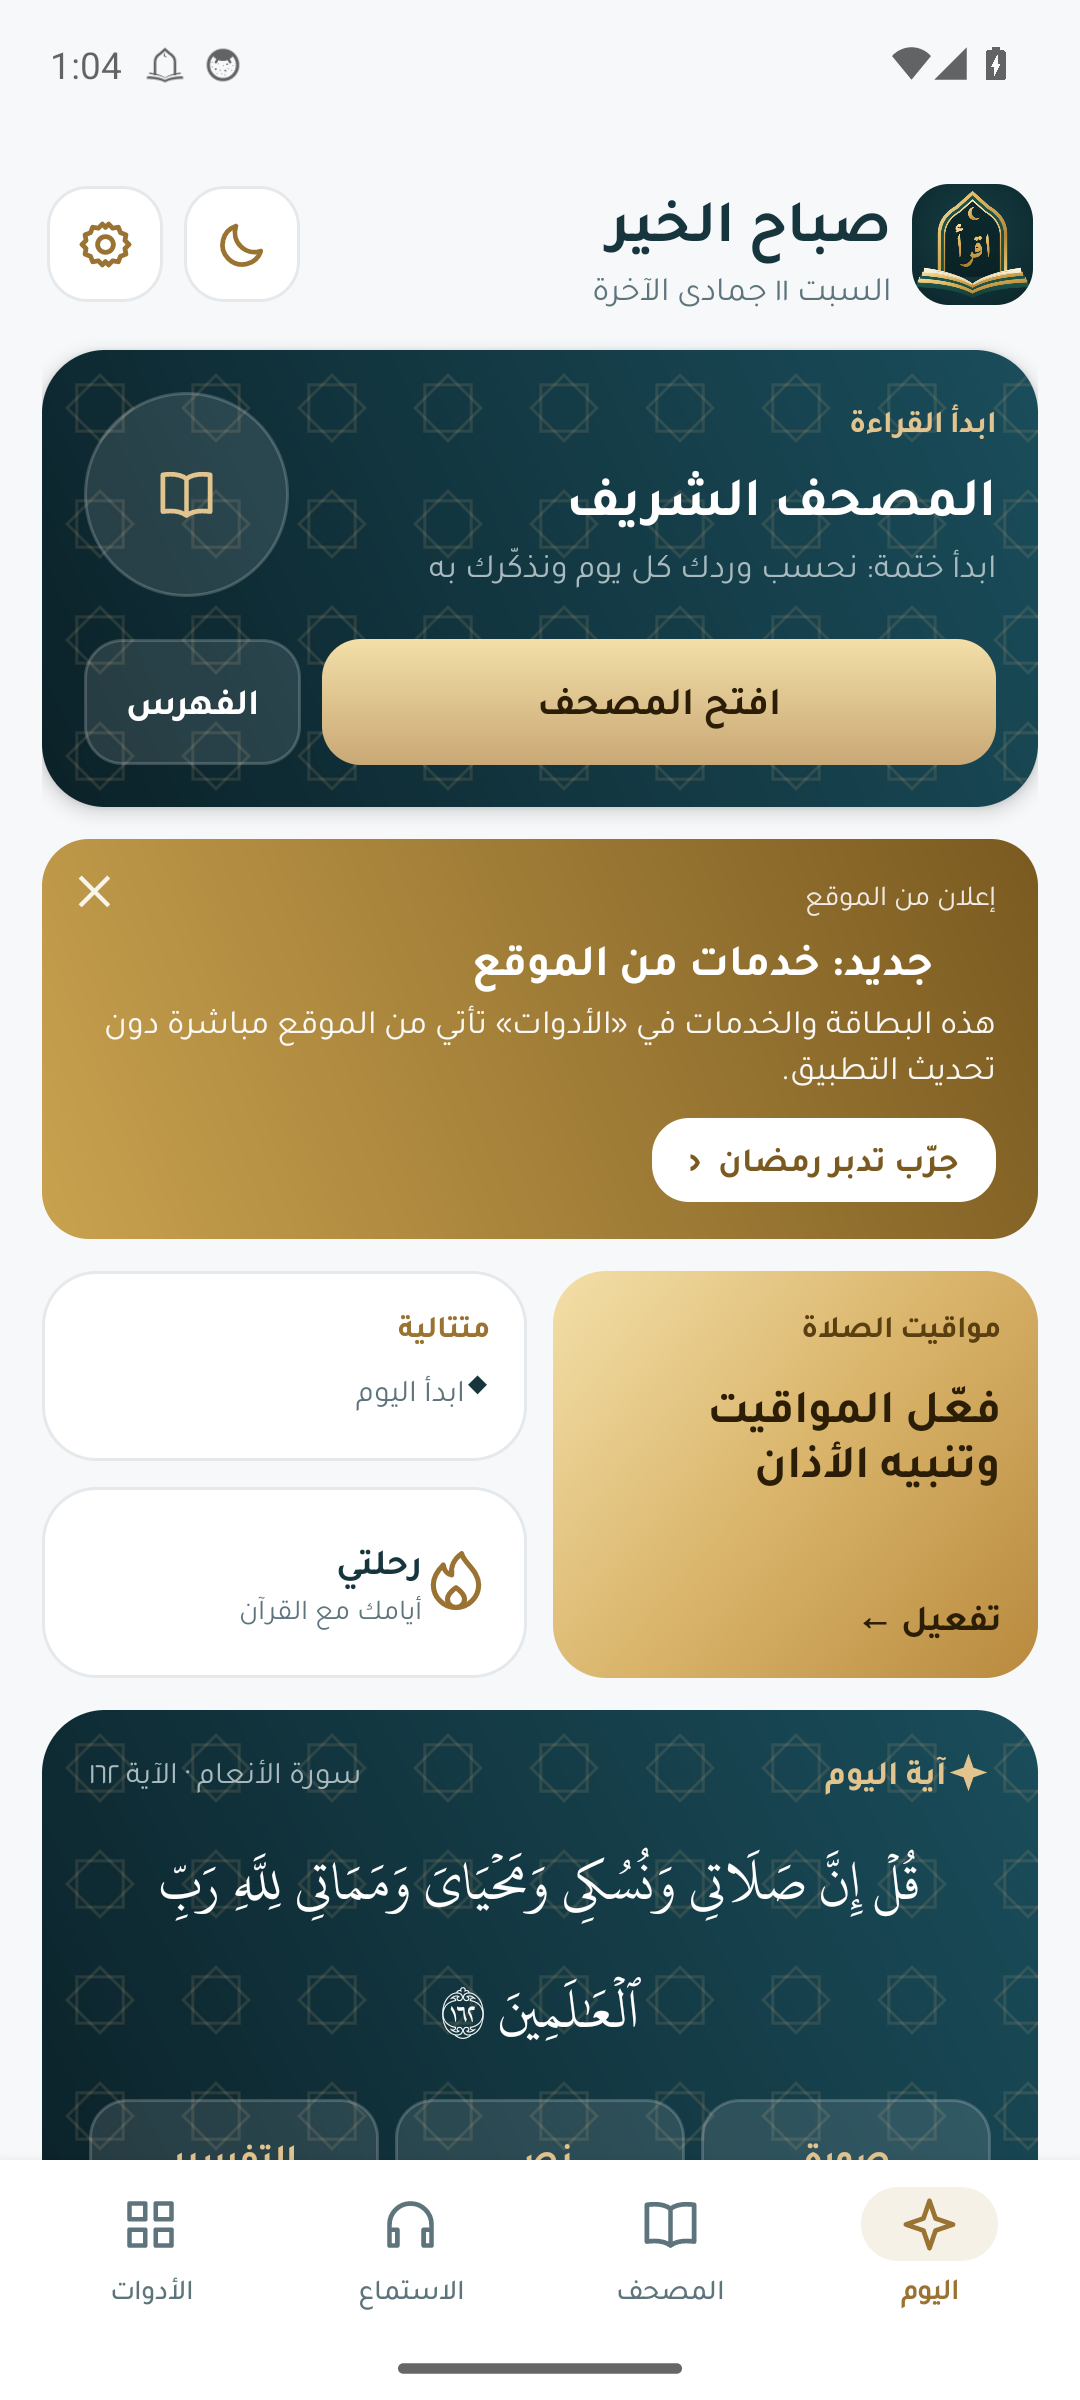 1:04
صباح الخير
السبت ١١ جمادى الآخرة
اقرأ
ابدأ القراءة
المصحف الشريف
ابدأ ختمة: نحسب وردك كل يوم ونذكّرك به
افتح المصحف
الفهرس
إعلان من الموقع
جديد: خدمات من الموقع
هذه البطاقة والخدمات في «الأدوات» تأتي من الموقع مباشرة دون
تحديث التطبيق.
جرّب تدبر رمضان ‹
مواقيت الصلاة
فعّل المواقيت
وتنبيه الأذان
تفعيل ←
متتالية
ابدأ اليوم
رحلتي
أيامك مع القرآن
آية اليوم
سورة الأنعام · الآية ١٦٢
قُلۡ إِنَّ صَلَاتِي وَنُسُكِي وَمَحۡيَايَ وَمَمَاتِي لِلَّهِ رَبِّ
ٱلۡعَٰلَمِينَ ١٦٢
صورة
نص
التفسير
اليوم
المصحف
الاستماع
الأدوات